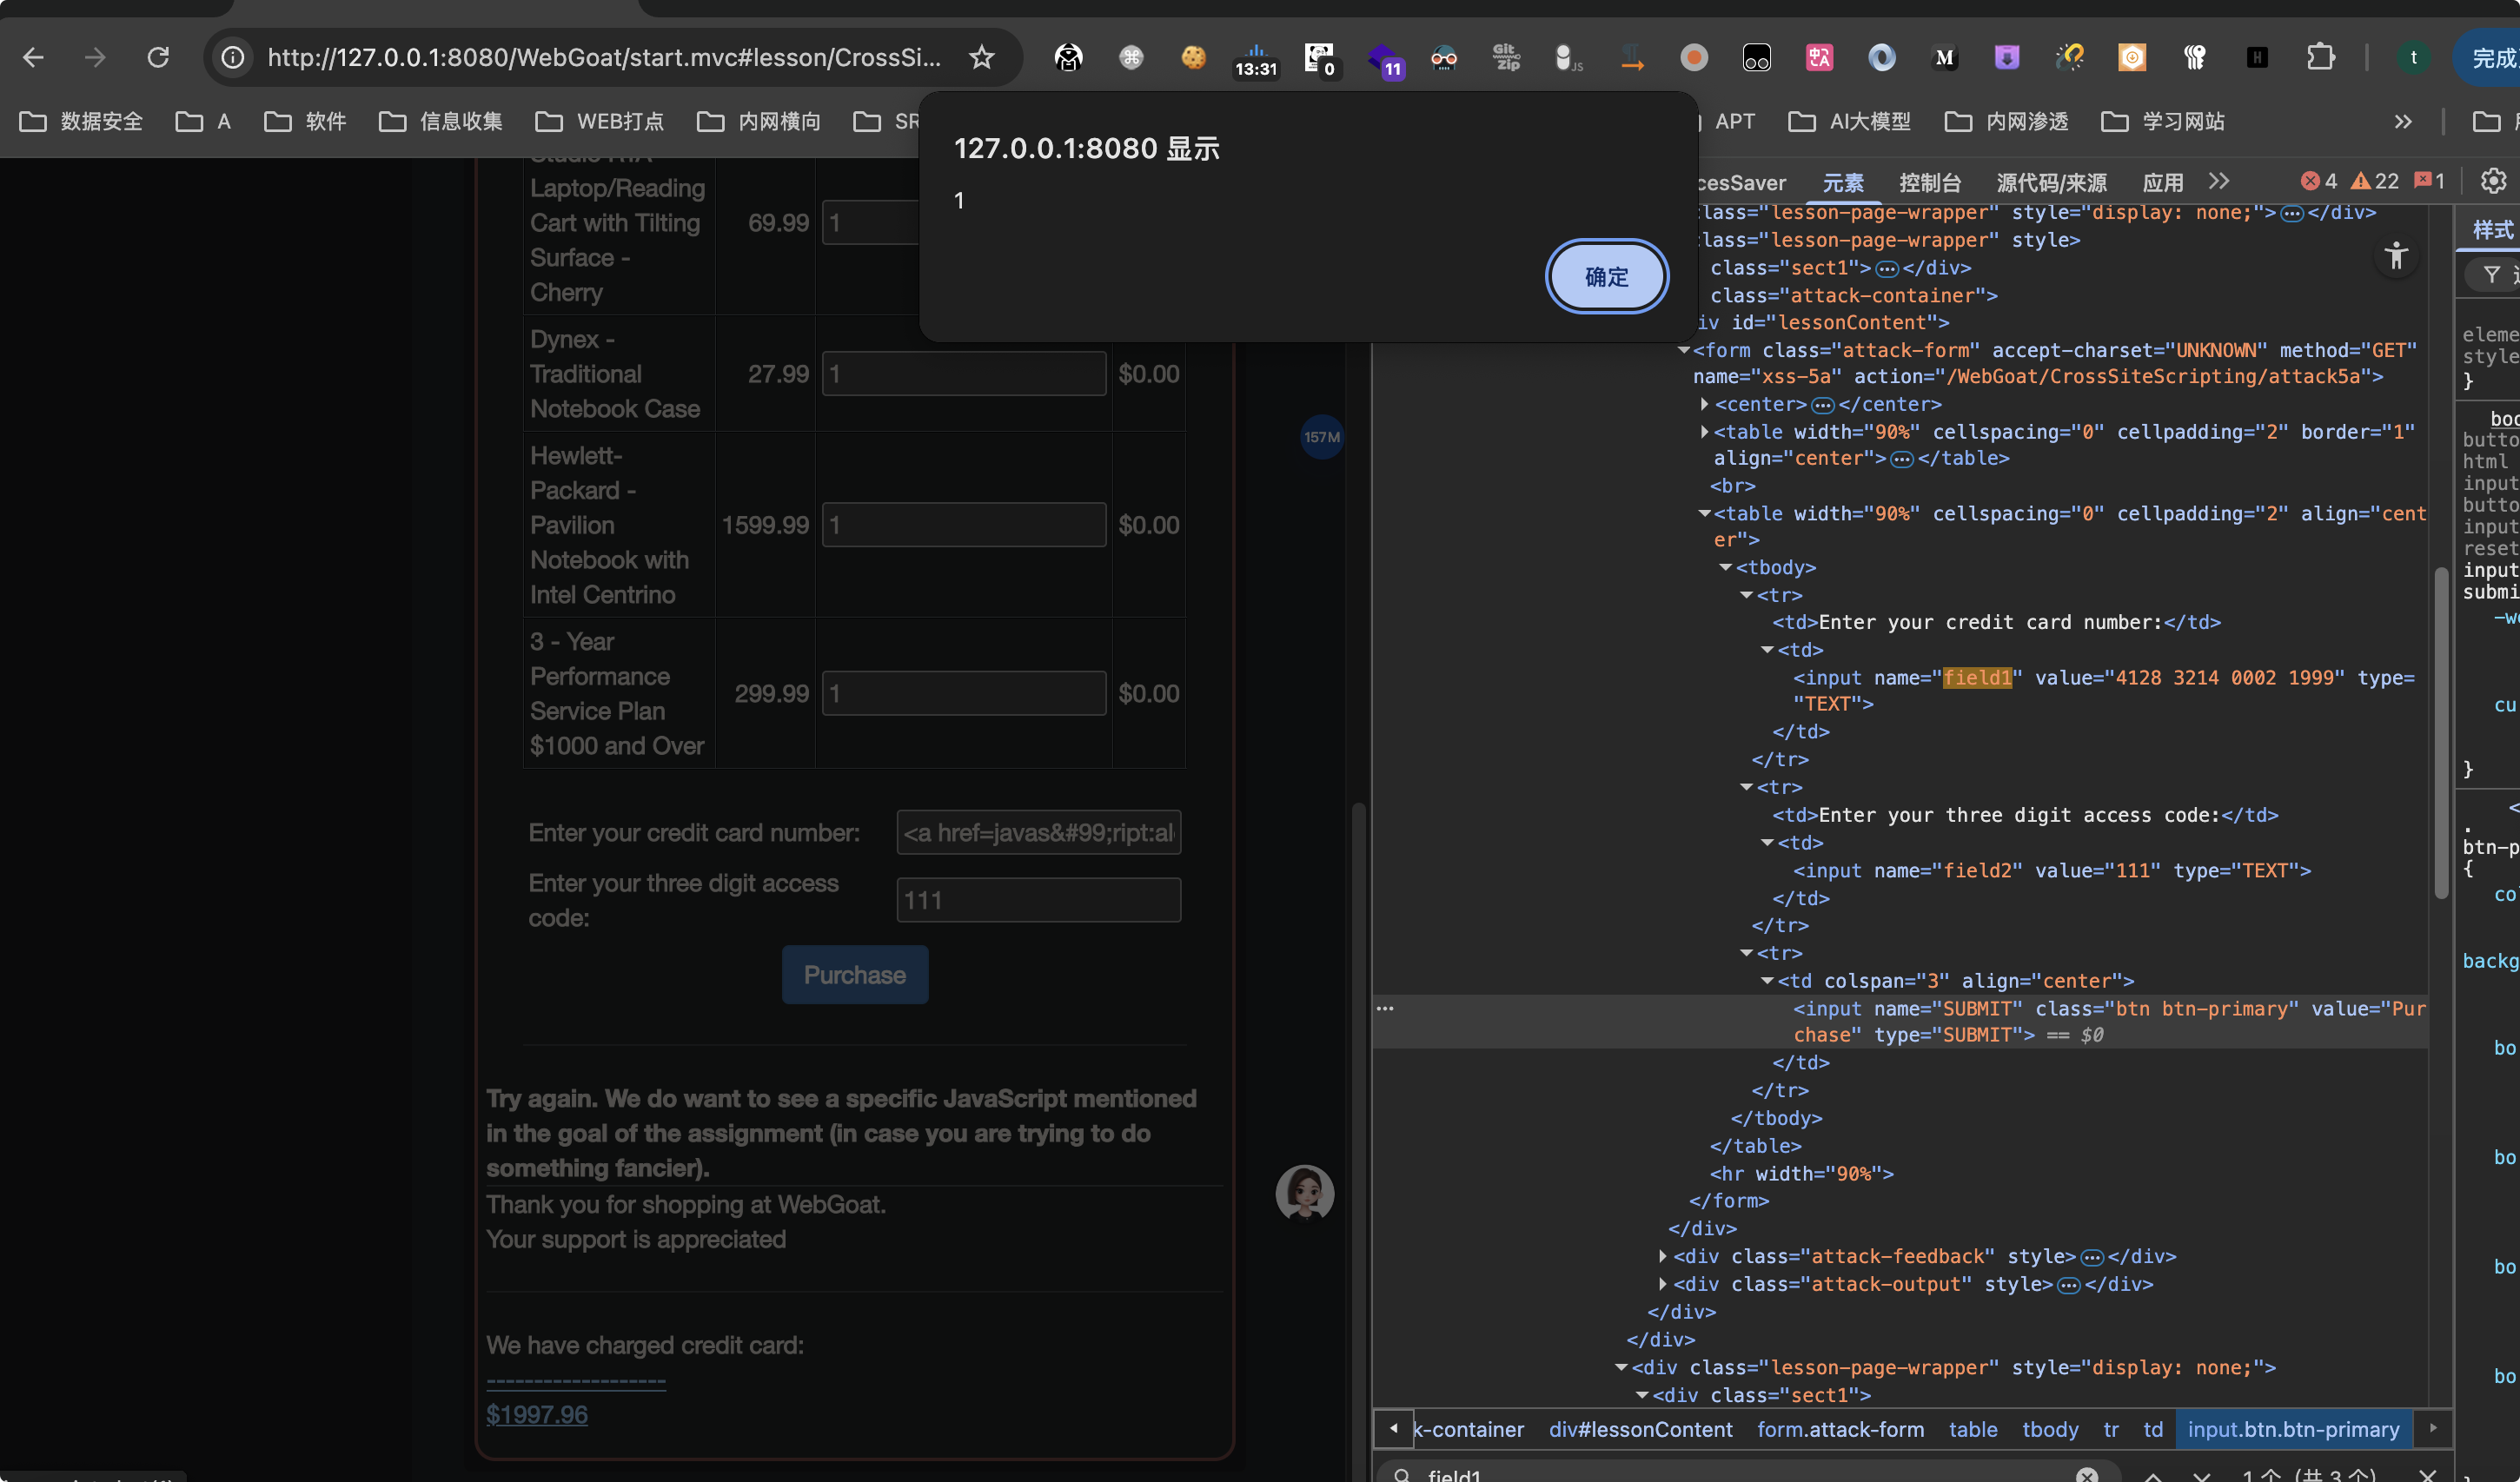 http://127.0.0.1:8080/WebGoat/start.mvc#lesson/CrossSi...
13:31
0
11
Git
Zip
JS
M
H
t
数据安全
A
软件
信息收集
WEB打点
内网横向
APT
AI大模型
内网渗透
学习网站
127.0.0.1:8080 显示
1
确定
Laptop/Reading
Cart with Tilting
Surface -
Cherry
69.99
1
Dynex -
Traditional
Notebook Case
27.99
1
$0.00
Hewlett-
Packard -
Pavilion
Notebook with
Intel Centrino
1599.99
1
$0.00
3 - Year
Performance
Service Plan
$1000 and Over
299.99
1
$0.00
157M
Enter your credit card number:
<a href=javas&#99;ript:al
Enter your three digit access
code:
111
Purchase
Try again. We do want to see a specific JavaScript mentioned
in the goal of the assignment (in case you are trying to do
something fancier).
Thank you for shopping at WebGoat.
Your support is appreciated
We have charged credit card:
-------------------
$1997.96
cesSaver
元素
控制台
源代码/来源
应用
4
22
1
class="lesson-page-wrapper" style="display: none;">…</div>
class="lesson-page-wrapper" style>
class="sect1">…</div>
class="attack-container">
iv id="lessonContent">
<form class="attack-form" accept-charset="UNKNOWN" method="GET"
name="xss-5a" action="/WebGoat/CrossSiteScripting/attack5a">
<center>…</center>
<table width="90%" cellspacing="0" cellpadding="2" border="1"
align="center">…</table>
<br>
<table width="90%" cellspacing="0" cellpadding="2" align="cent
er">
<tbody>
<tr>
<td>Enter your credit card number:</td>
<td>
<input name="field1" value="4128 3214 0002 1999" type=
"TEXT">
</td>
</tr>
<tr>
<td>Enter your three digit access code:</td>
<td>
<input name="field2" value="111" type="TEXT">
</td>
</tr>
<tr>
<td colspan="3" align="center">
<input name="SUBMIT" class="btn btn-primary" value="Pur
chase" type="SUBMIT"> == $0
</td>
</tr>
</tbody>
</table>
<hr width="90%">
</form>
</div>
<div class="attack-feedback" style>…</div>
<div class="attack-output" style>…</div>
</div>
</div>
<div class="lesson-page-wrapper" style="display: none;">
<div class="sect1">
k-container div#lessonContent form.attack-form table tbody tr td input.btn.btn-primary
field1
1个 (共 3 个)
样式
eleme
style
}
boo
butto
html
input
butto
input
reset
input
submi
cu
}
btn-p
{
co
backg
bo
bo
bo
bo